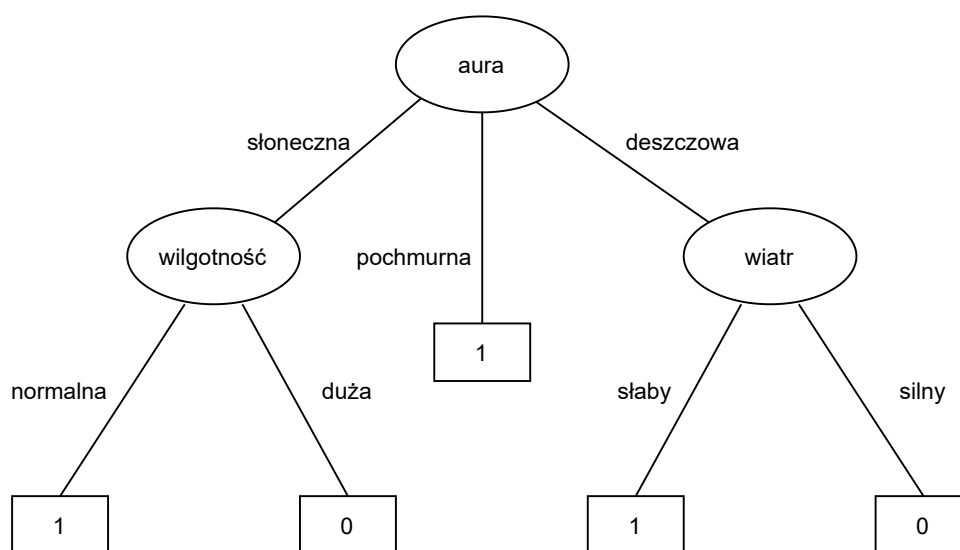 aura
słoneczna
deszczowa
wilgotność
pochmurna
wiatr
1
normalna
duża
słaby
silny
1
0
1
0